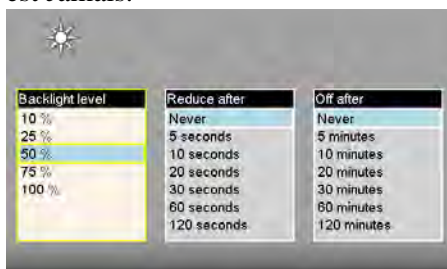 Backlight level
10 %
25 %
50 %
75 %
100 %
Reduce after
Never
5 seconds
10 seconds
20 seconds
30 seconds
60 seconds
120 seconds
Off after
Never
5 minutes
10 minutes
20 minutes
30 minutes
60 minutes
120 minutes